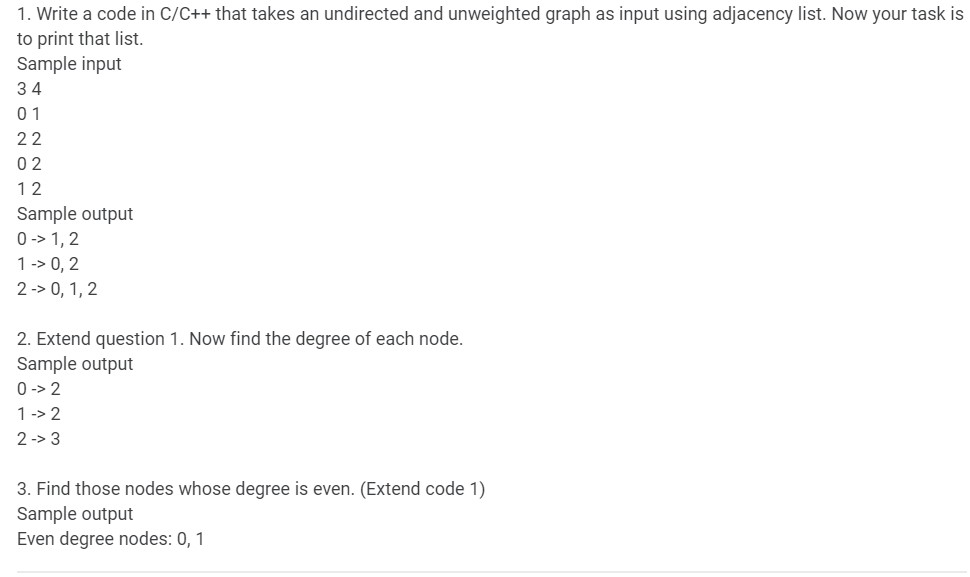 1. Write a code in C/C++ that takes an undirected and unweighted graph as input using adjacency list. Now your task is
to print that list.
Sample input
3 4
0 1
2 2
0 2
1 2
Sample output
0 -> 1, 2
1 -> 0, 2
2 -> 0, 1, 2
2. Extend question 1. Now find the degree of each node.
Sample output
0 -> 2
1 -> 2
2 -> 3
3. Find those nodes whose degree is even. (Extend code 1)
Sample output
Even degree nodes: 0, 1